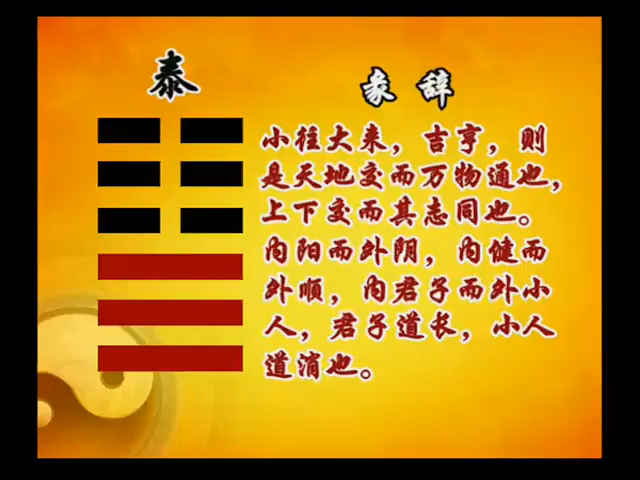 泰
彖辞
小往大来，吉亨，则
是天地交而万物通也，
上下交而其志同也。
内阳而外阴，内健而
外顺，内君子而外小
人，君子道长，小人
道消也。